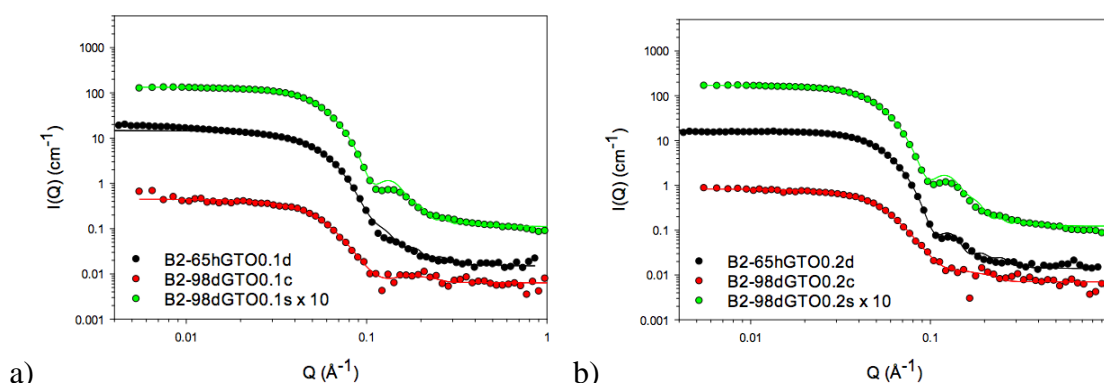 1000
100
10
1
0.1
0.01
0.001
I(Q) (cm⁻¹)
B2-65hGTO0.1d
B2-98dGTO0.1c
B2-98dGTO0.1s x 10
0.01
0.1
1
Q (Å⁻¹)
a)
1000
100
10
1
0.1
0.01
0.001
I(Q) (cm⁻¹)
B2-65hGTO0.2d
B2-98dGTO0.2c
B2-98dGTO0.2s x 10
0.01
0.1
Q (Å⁻¹)
b)